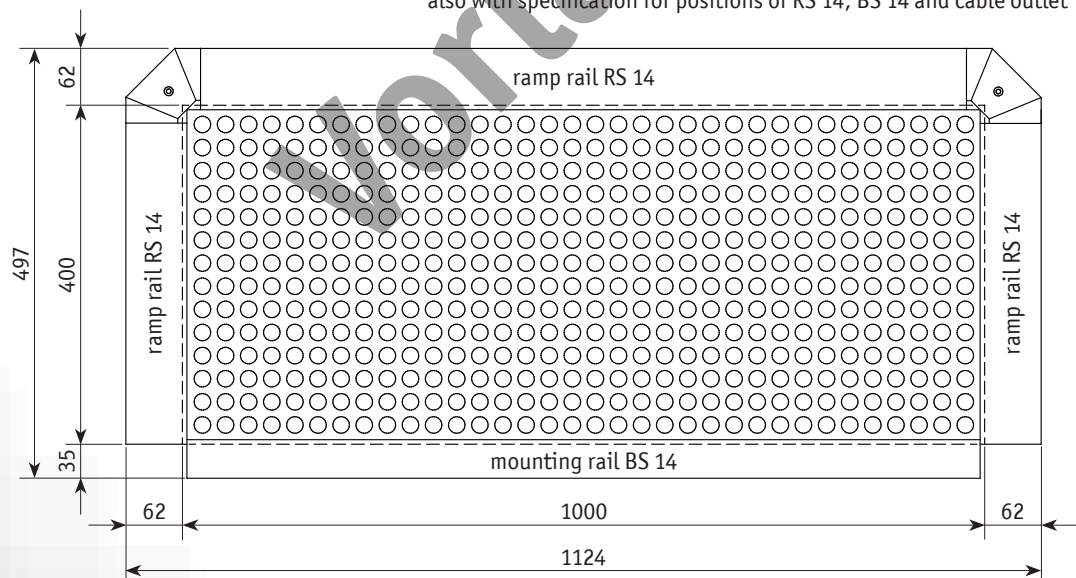 also with specification for positions of RS 14, BS 14 and cable outlet
62
ramp rail RS 14
497
400
ramp rail RS 14
ramp rail RS 14
35
mounting rail BS 14
62
1000
62
1124